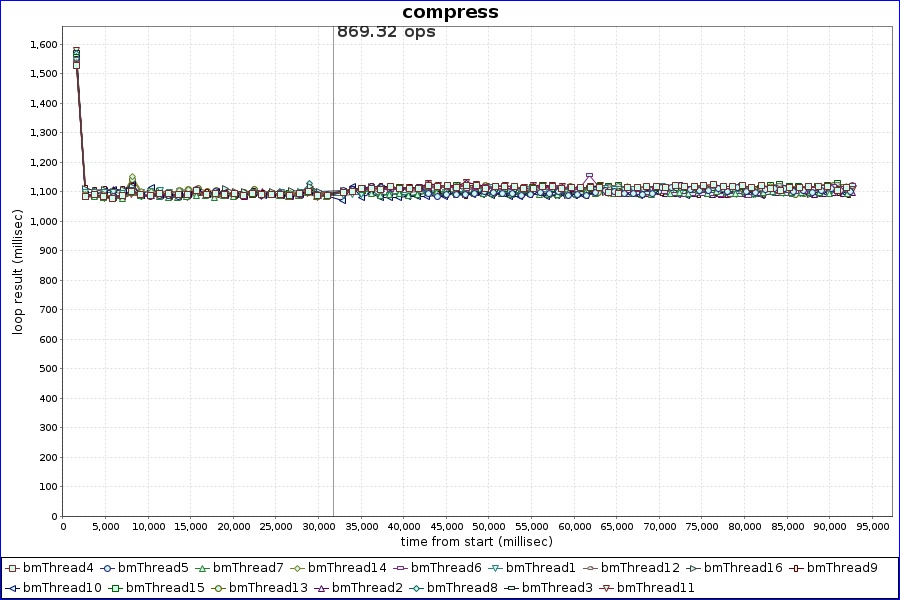 compress
869.32 ops
1,600
1,500
1,400
1,300
1,200
1,100
1,000
900
800
700
600
500
400
300
200
100
0
loop result (millisec)
0 5,000 10,000 15,000 20,000 25,000 30,000 35,000 40,000 45,000 50,000 55,000 60,000 65,000 70,000 75,000 80,000 85,000 90,000 95,000
time from start (millisec)
bmThread4 bmThread5 bmThread7 bmThread14 bmThread6 bmThread1 bmThread12 bmThread16 bmThread9
bmThread10 bmThread15 bmThread13 bmThread2 bmThread8 bmThread3 bmThread11